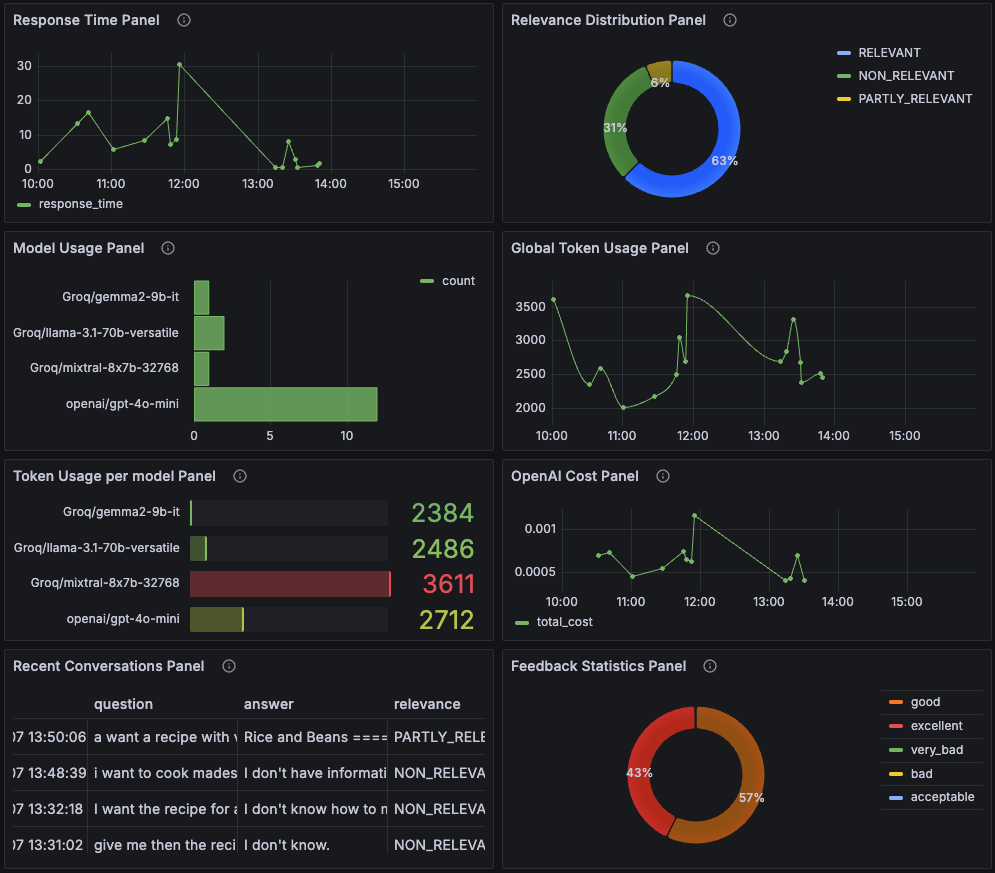 Response Time Panel
30
20
10
0
10:00 11:00 12:00 13:00 14:00 15:00
response_time
Relevance Distribution Panel
6%
31%
63%
RELEVANT
NON_RELEVANT
PARTLY_RELEVANT
Model Usage Panel
count
Groq/gemma2-9b-it
Groq/llama-3.1-70b-versatile
Groq/mixtral-8x7b-32768
openai/gpt-4o-mini
0 5 10
Global Token Usage Panel
3500
3000
2500
2000
10:00 11:00 12:00 13:00 14:00 15:00
Token Usage per model Panel
Groq/gemma2-9b-it 2384
Groq/llama-3.1-70b-versatile 2486
Groq/mixtral-8x7b-32768 3611
openai/gpt-4o-mini 2712
OpenAI Cost Panel
0.001
0.0005
10:00 11:00 12:00 13:00 14:00 15:00
total_cost
Recent Conversations Panel
question answer relevance
07 13:50:06 a want a recipe with v Rice and Beans ==== PARTLY_RELE
07 13:48:39 i want to cook mades I don't have informati NON_RELEVA
07 13:32:18 I want the recipe for a I don't know how to m NON_RELEVA
07 13:31:02 give me then the reci I don't know. NON_RELEVA
Feedback Statistics Panel
43%
57%
good
excellent
very_bad
bad
acceptable